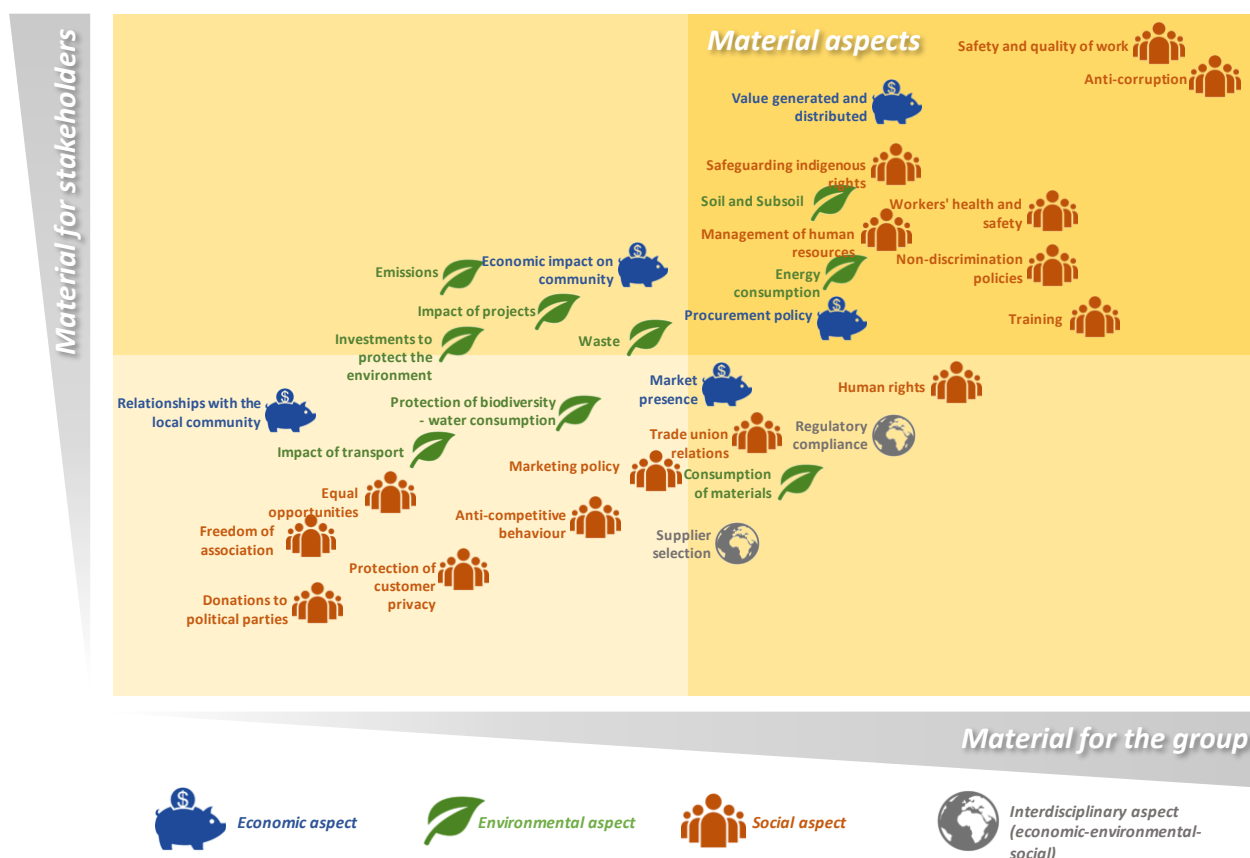 Material for stakeholders
Material aspects
Safety and quality of work
Anti-corruption
Value generated and
distributed
Safeguarding indigenous
rights
Soil and Subsoil
Workers' health and
safety
Management of human
resources
Non-discrimination
policies
Energy
consumption
Procurement policy
Training
Emissions
Economic impact on
community
Impact of projects
Investments to
protect the
environment
Waste
Relationships with the
local community
Protection of biodiversity
- water consumption
Impact of transport
Market
presence
Human rights
Trade union
relations
Regulatory
compliance
Marketing policy
Consumption
of materials
Equal
opportunities
Freedom of
association
Anti-competitive
behaviour
Supplier
selection
Protection of
customer
privacy
Donations to
political parties
Material for the group
Economic aspect
Environmental aspect
Social aspect
Interdisciplinary aspect
(economic-environmental-
social)